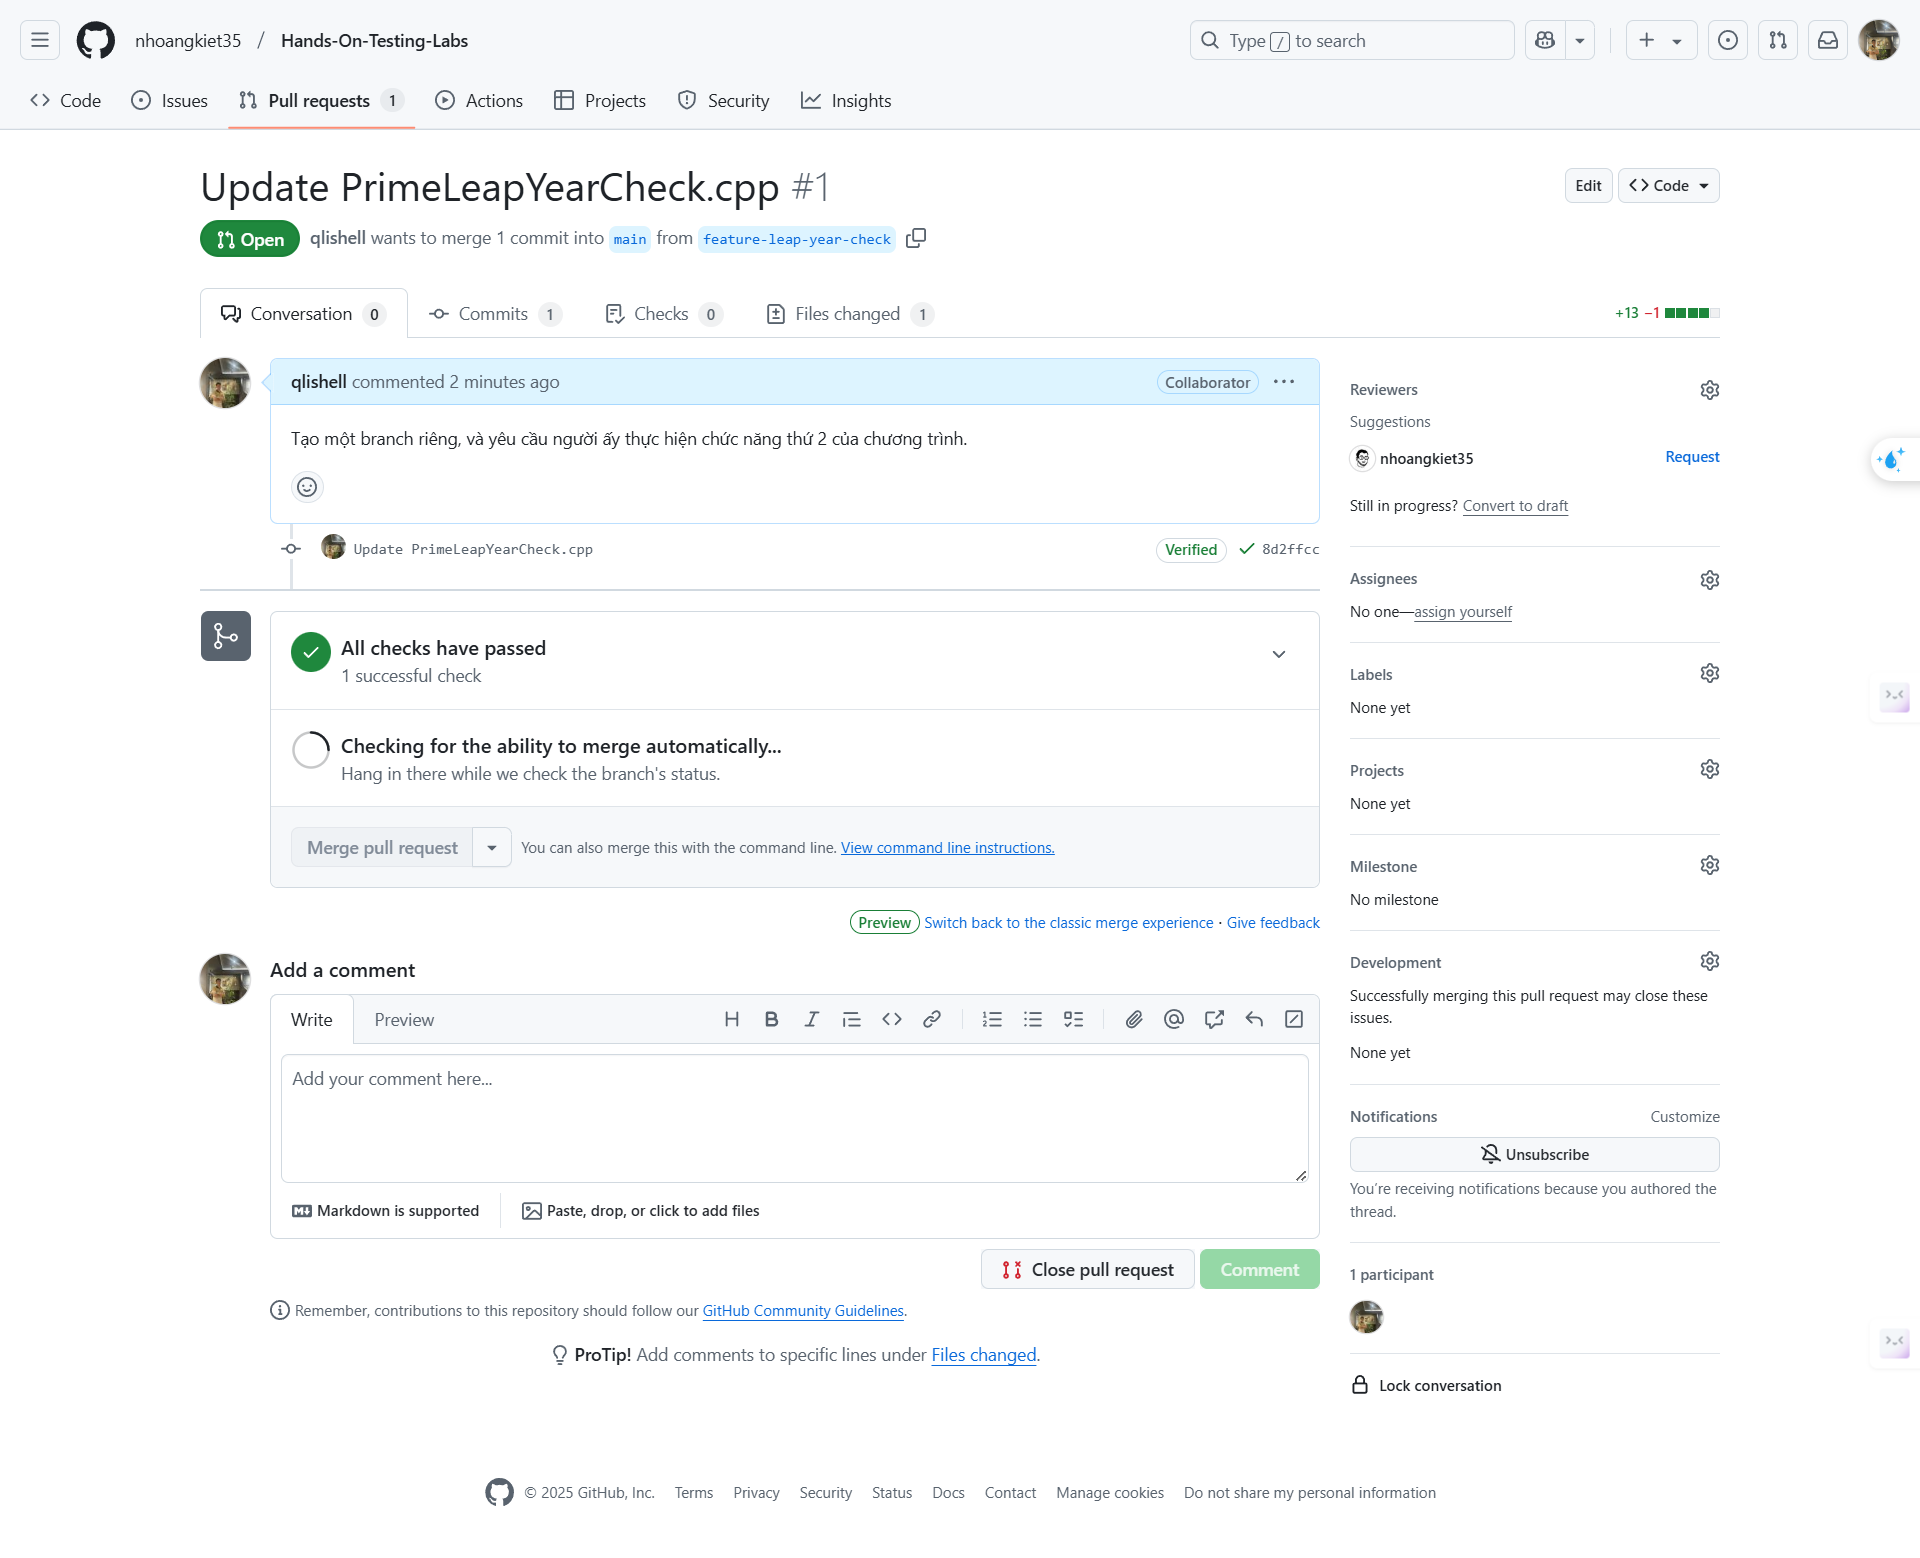 nhoangkiet35 / Hands-On-Testing-Labs
Type / to search
Code Issues Pull requests 1 Actions Projects Security Insights
Update PrimeLeapYearCheck.cpp #1
Edit Code
Open qlishell wants to merge 1 commit into main from feature-leap-year-check
Conversation 0 Commits 1 Checks 0 Files changed 1 +13 −1
qlishell commented 2 minutes ago Collaborator
Tạo một branch riêng, và yêu cầu người ấy thực hiện chức năng thứ 2 của chương trình.
Update PrimeLeapYearCheck.cpp Verified 8d2ffcc
All checks have passed
1 successful check
Checking for the ability to merge automatically...
Hang in there while we check the branch's status.
Merge pull request You can also merge this with the command line. View command line instructions.
Preview Switch back to the classic merge experience · Give feedback
Add a comment
Write Preview
Add your comment here...
Markdown is supported Paste, drop, or click to add files
Close pull request Comment
Remember, contributions to this repository should follow our GitHub Community Guidelines.
ProTip! Add comments to specific lines under Files changed.
Reviewers
Suggestions
nhoangkiet35 Request
Still in progress? Convert to draft
Assignees
No one—assign yourself
Labels
None yet
Projects
None yet
Milestone
No milestone
Development
Successfully merging this pull request may close these
issues.
None yet
Notifications Customize
Unsubscribe
You're receiving notifications because you authored the
thread.
1 participant
Lock conversation
© 2025 GitHub, Inc. Terms Privacy Security Status Docs Contact Manage cookies Do not share my personal information